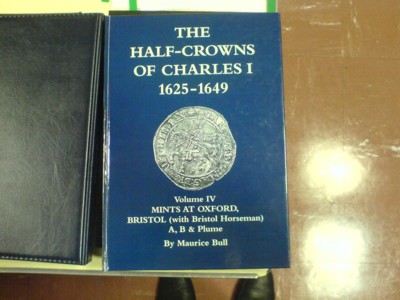 THE
HALF-CROWNS
OF CHARLES I
1625-1649
Volume IV
MINTS AT OXFORD,
BRISTOL (with Bristol Horseman)
A, B & Plume
By Maurice Bull